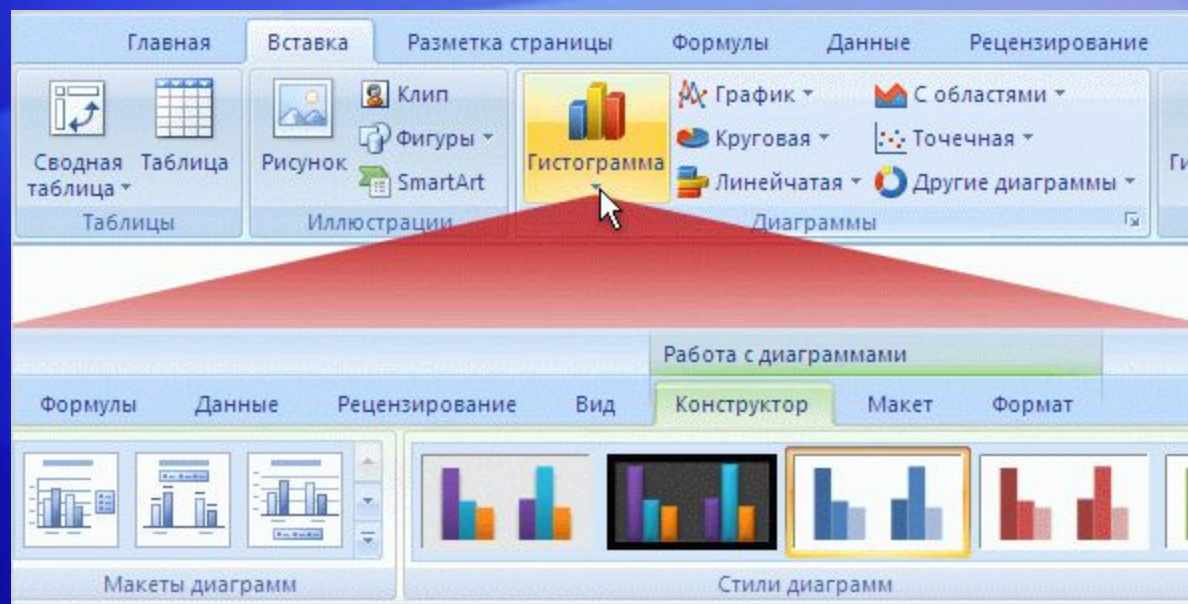 Главная Вставка Разметка страницы Формулы Данные Рецензирование
Сводная таблица
Таблица
Таблицы
Рисунок
Клип
Фигуры
SmartArt
Иллюстрации
Гистограмма
График
Круговая
Линейчатая
С областями
Точечная
Другие диаграммы
Диаграммы
Работа с диаграммами
Формулы Данные Рецензирование Вид Конструктор Макет Формат
Макеты диаграмм
Стили диаграмм